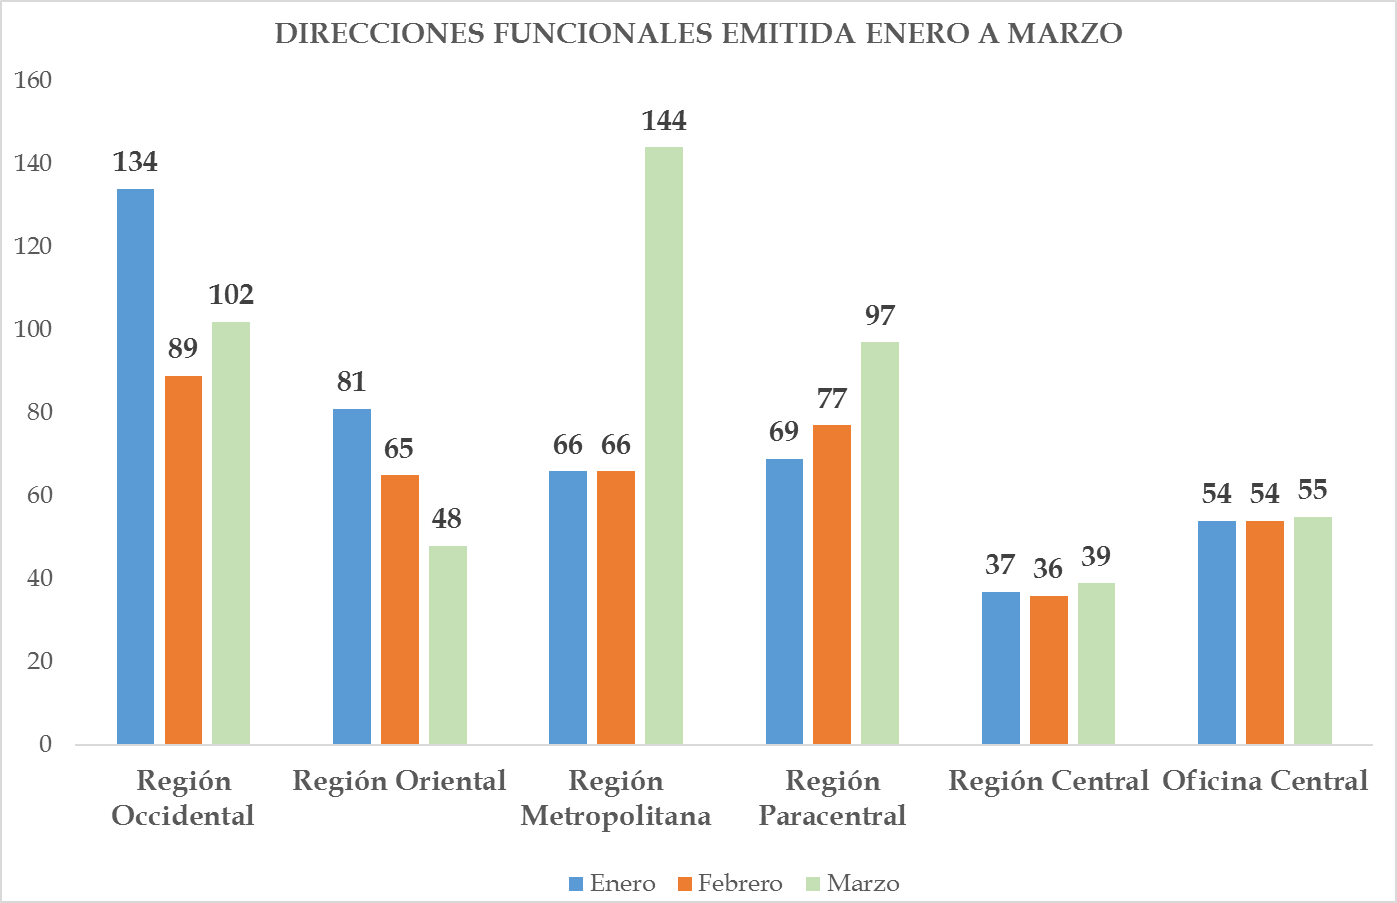 DIRECCIONES FUNCIONALES EMITIDA ENERO A MARZO
160
140
120
100
80
60
40
20
0
134
89
102
81
65
48
66
66
144
69
77
97
37
36
39
54
54
55
Región
Occidental
Región Oriental
Región
Metropolitana
Región
Paracentral
Región Central
Oficina Central
Enero
Febrero
Marzo